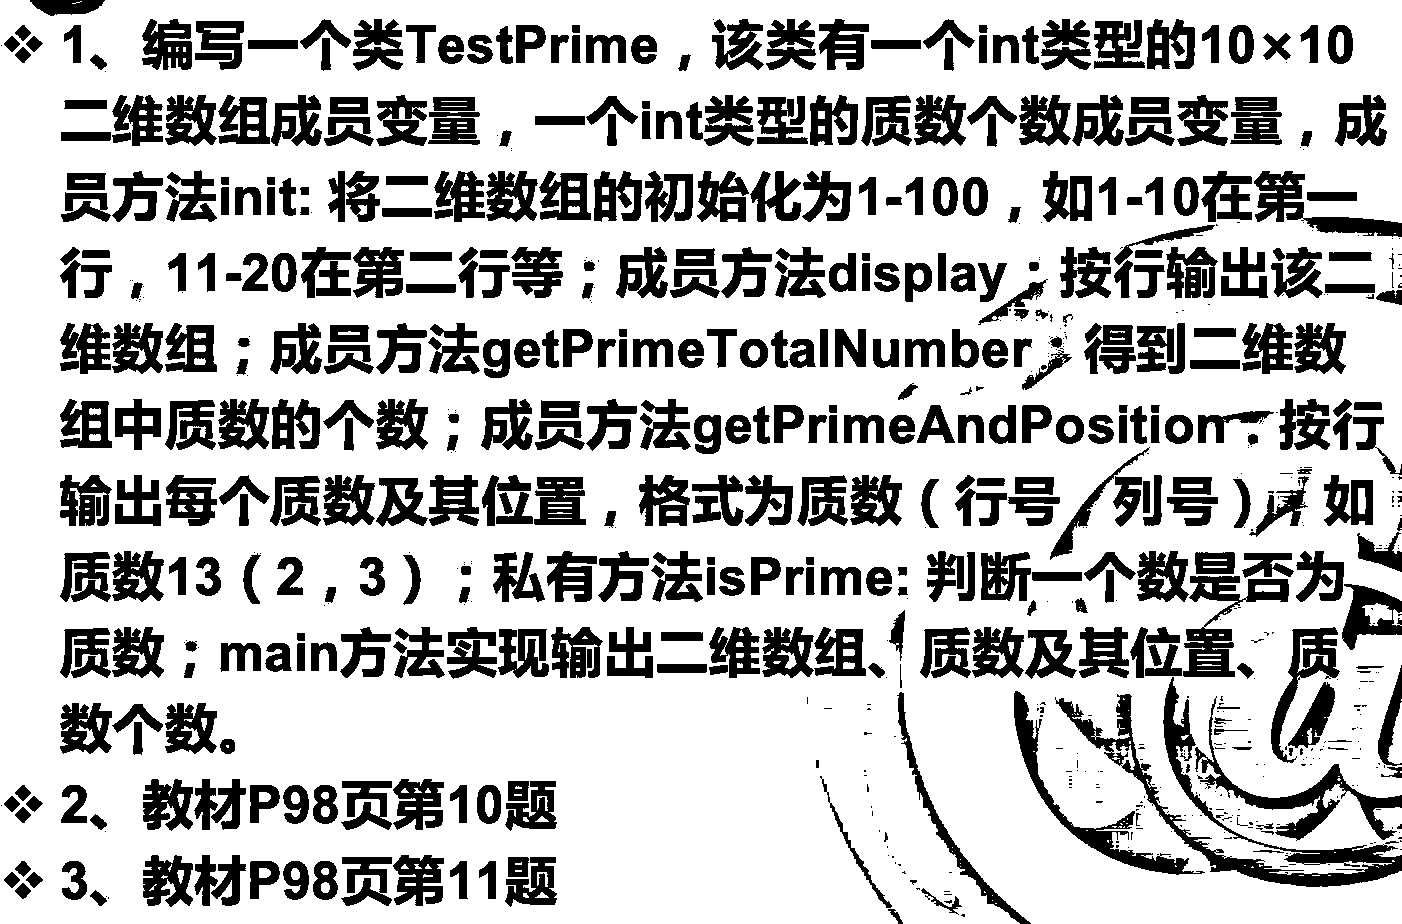 ❖ 1、编写一个类TestPrime，该类有一个int类型的10×10
二维数组成员变量，一个int类型的质数个数成员变量，成
员方法init: 将二维数组的初始化为1-100，如1-10在第一
行，11-20在第二行等；成员方法display：按行输出该二
维数组；成员方法getPrimeTotalNumber：得到二维数
组中质数的个数；成员方法getPrimeAndPosition：按行
输出每个质数及其位置，格式为质数（行号，列号），如
质数13（2，3）；私有方法isPrime: 判断一个数是否为
质数；main方法实现输出二维数组、质数及其位置、质
数个数。
❖ 2、教材P98页第10题
❖ 3、教材P98页第11题